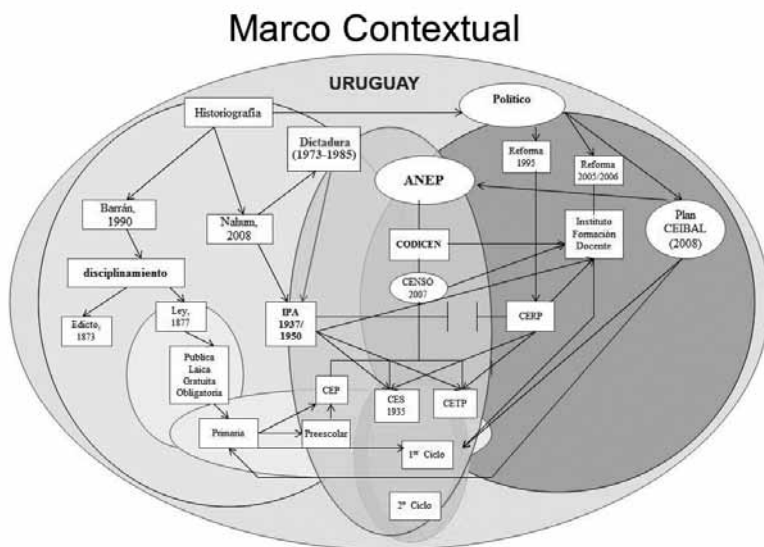 Marco Contextual
URUGUAY
Historiografía
Político
Dictadura
(1973-1985)
Reforma
1995
Reforma
2005/2006
ANEP
Barrán,
1990
Nahum,
2008
Instituto
Formación
Docente
Plan
CEIBAL
(2008)
CODICEN
disciplinamiento
CENSO
2007
Edicto,
1873
Ley,
1877
IPA
1937/
1950
CERP
Publica
Laica
Gratuita
Obligatoria
CEP
CES
1935
CETP
Primaria
Preescolar
1er Ciclo
2º Ciclo